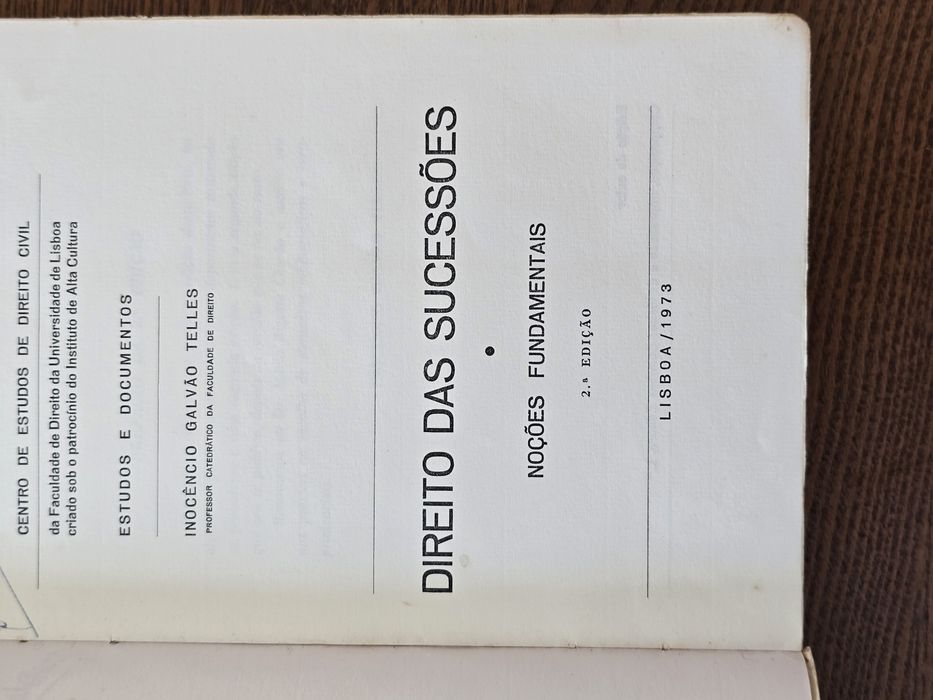 CENTRO DE ESTUDOS DE DIREITO CIVIL
da Faculdade de Direito da Universidade de Lisboa
criado sob o patrocínio do Instituto de Alta Cultura
ESTUDOS E DOCUMENTOS
INOCÊNCIO GALVÃO TELLES
PROFESSOR CATEDRÁTICO DA FACULDADE DE DIREITO
DIREITO DAS SUCESSÕES
●
NOÇÕES FUNDAMENTAIS
2.ª EDIÇÃO
LISBOA/1973